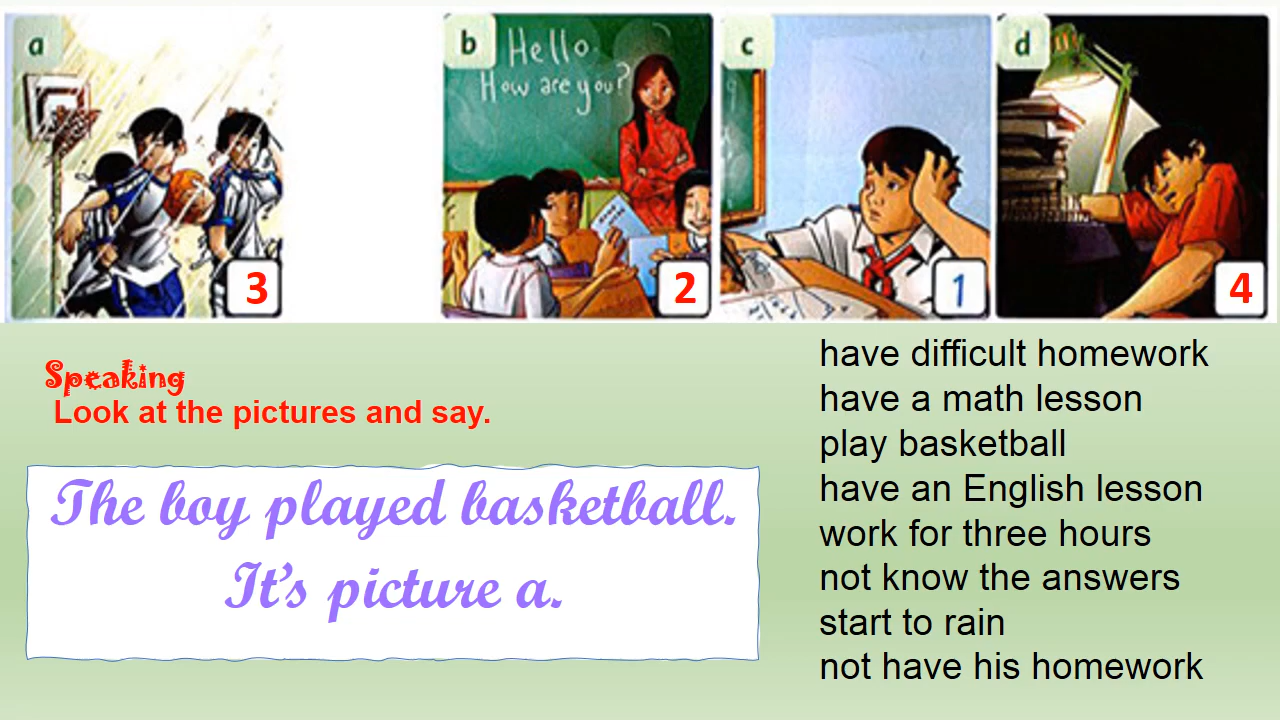 a
3
b
Hello
How are you?
2
c
1
d
4
Speaking
Look at the pictures and say.
The boy played basketball.
It's picture a.
have difficult homework
have a math lesson
play basketball
have an English lesson
work for three hours
not know the answers
start to rain
not have his homework